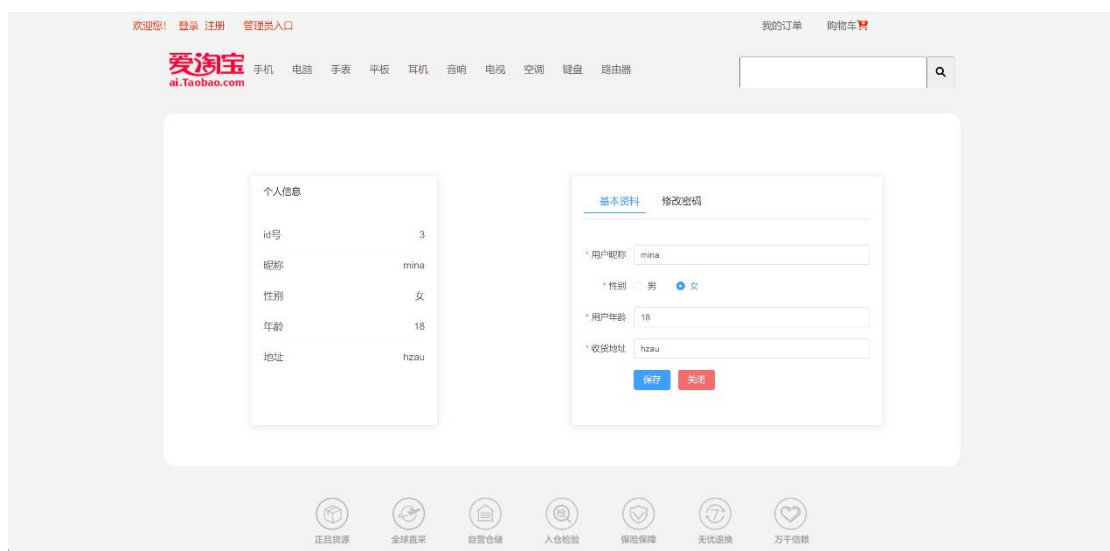 欢迎您! 登录 注册 管理员入口 我的订单 购物车
爱淘宝
ai.Taobao.com
手机 电脑 手表 平板 耳机 音响 电视 空调 键盘 路由器
个人信息
id号 3
昵称 mina
性别 女
年龄 18
地址 hzau
基本资料 修改密码
* 用户昵称 mina
* 性别 男 女
* 用户年龄 18
* 收货地址 hzau
保存 关闭
正品货源 全球直采 自营仓储 入仓检验 保险保障 无忧退换 万千信赖